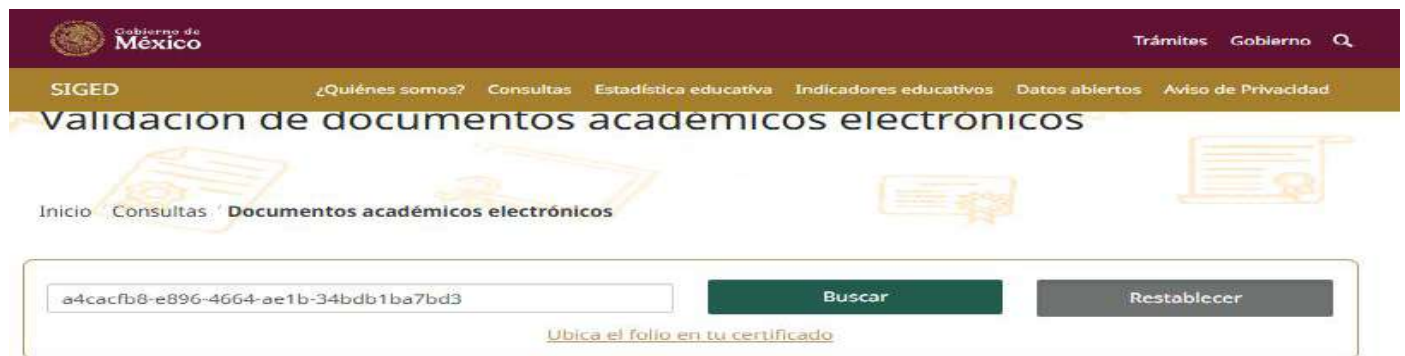 Gobierno de
México
Trámites Gobierno
SIGED ¿Quiénes somos? Consultas Estadística educativa Indicadores educativos Datos abiertos Aviso de Privacidad
Validación de documentos académicos electrónicos
Inicio / Consultas / Documentos académicos electrónicos
a4cacfb8-e896-4664-ae1b-34bdb1ba7bd3 Buscar Restablecer
Ubica el folio en tu certificado